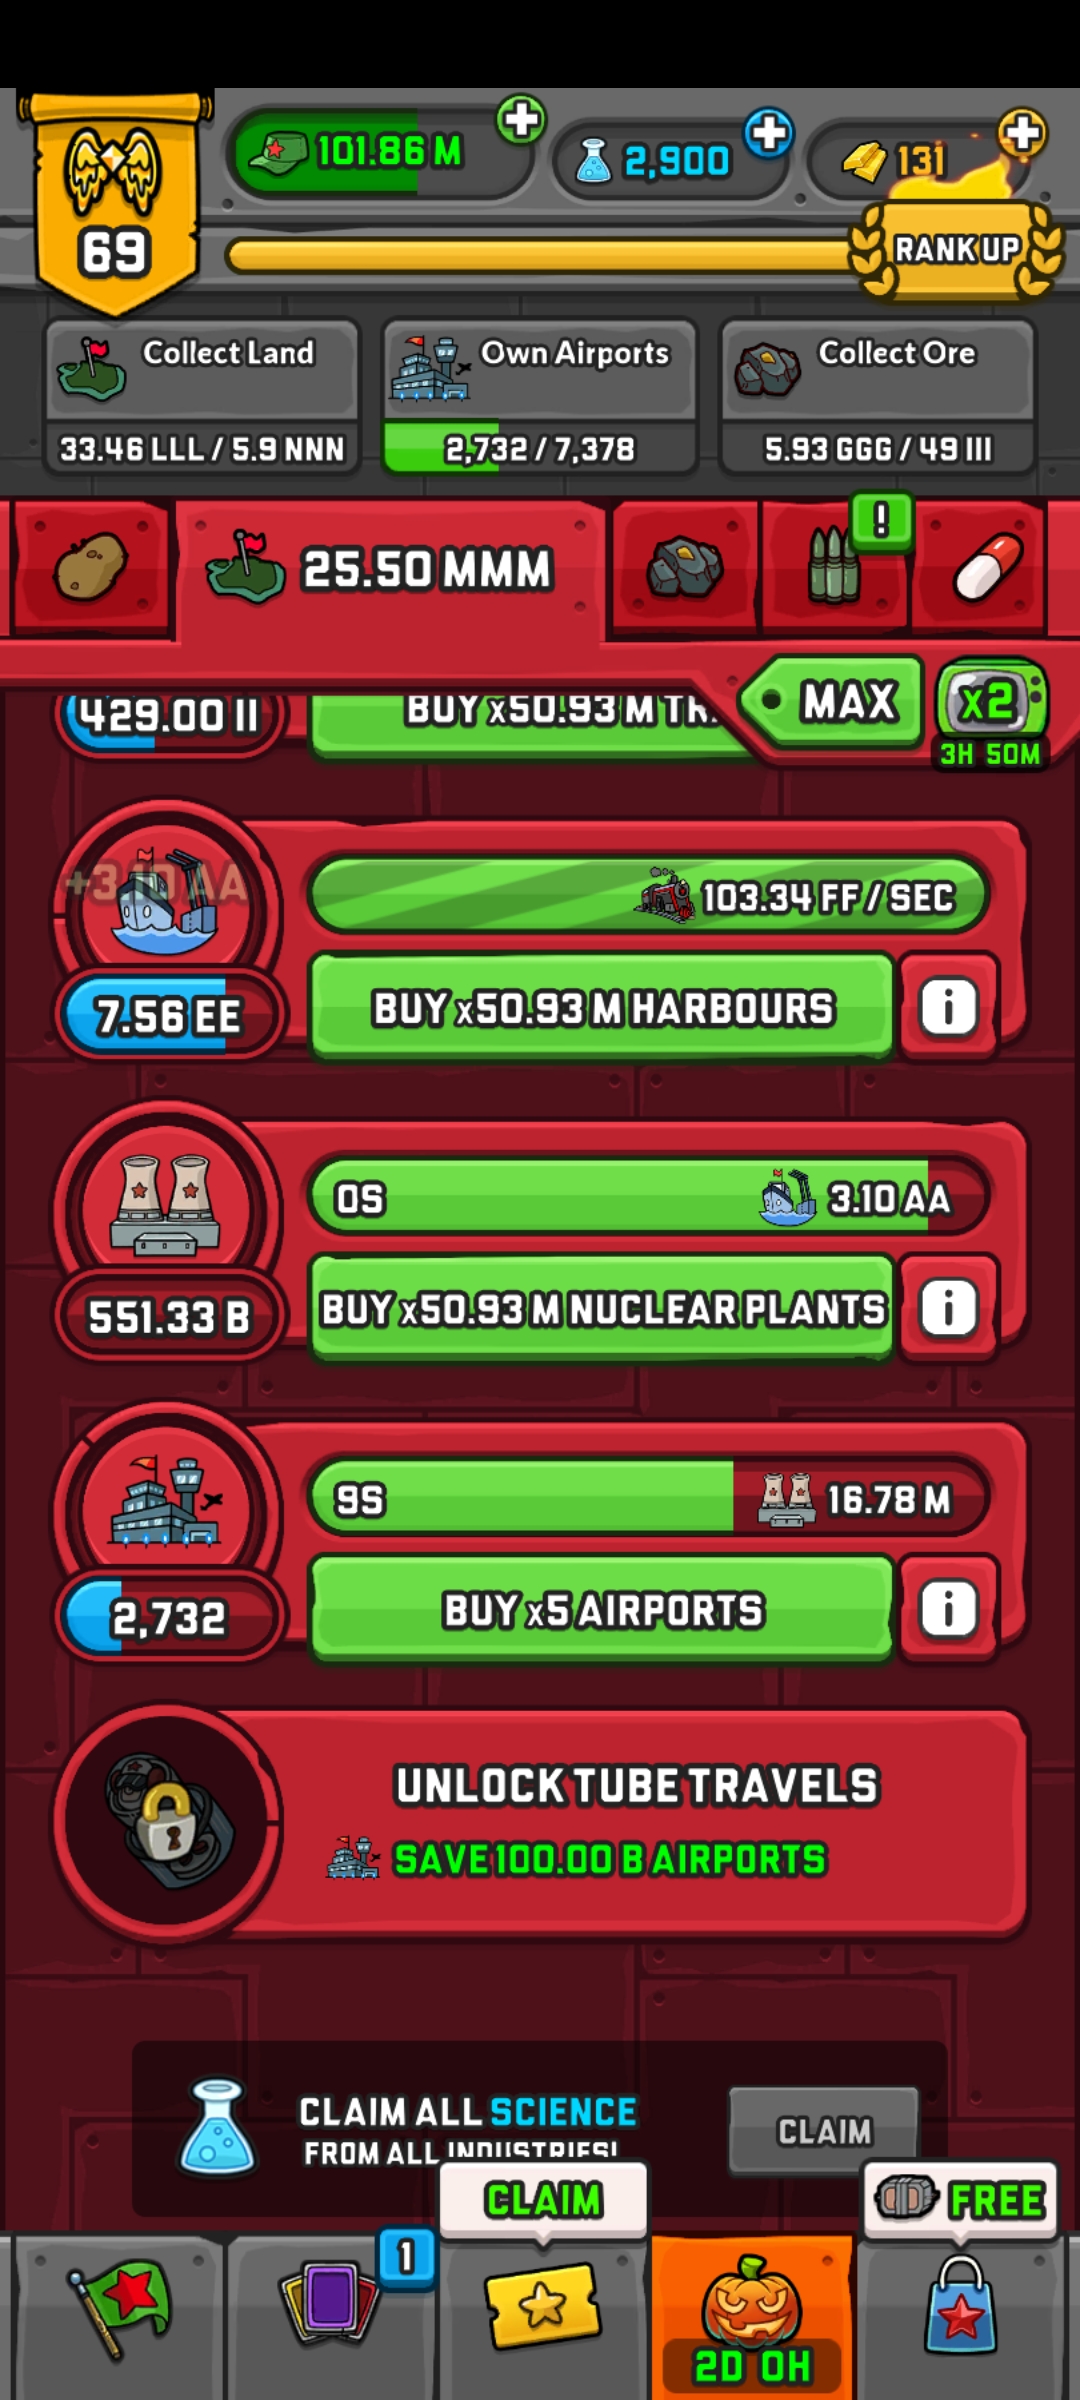 101.86 M
2,900
131
69
RANK UP
Collect Land
Own Airports
Collect Ore
33.46 LLL / 5.9 NNN
2,732 / 7,378
5.93 GGG / 49 III
!
25.50 MMM
429.00 II
BUY x50.93 M TR.
MAX
x2
3H 50M
+3.10 AA
103.34 FF / SEC
7.56 EE
BUY x50.93 M HARBOURS
i
0S
3.10 AA
551.33 B
BUY x50.93 M NUCLEAR PLANTS
i
9S
16.78 M
2,732
BUY x5 AIRPORTS
i
UNLOCK TUBE TRAVELS
SAVE 100.00 B AIRPORTS
CLAIM ALL SCIENCE
FROM ALL INDUSTRIES!
CLAIM
CLAIM
FREE
1
2D 0H